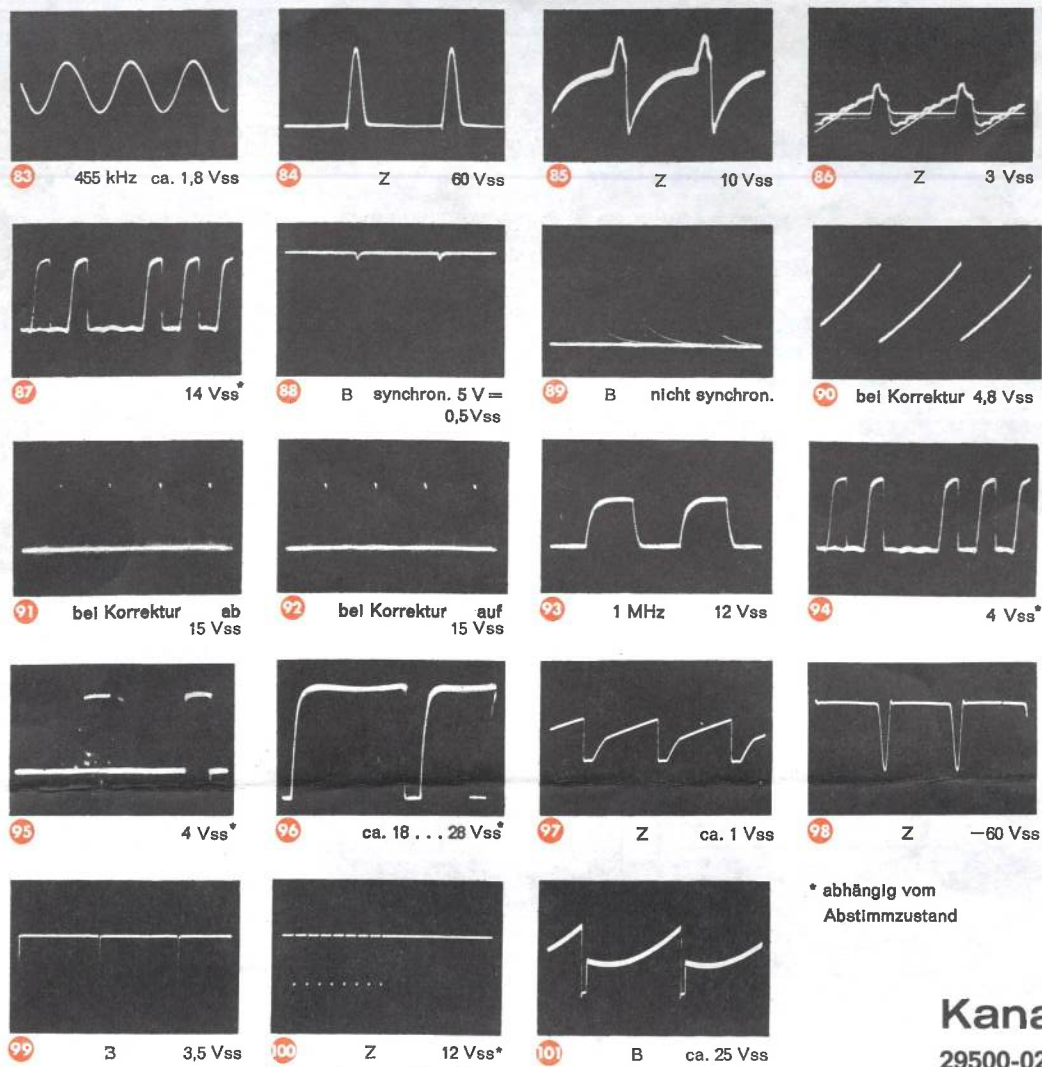 83 455 kHz ca. 1,8 Vss
84 Z 60 Vss
85 Z 10 Vss
86 Z 3 Vss
87 14 Vss*
88 B synchron. 5 V =
0,5 Vss
89 B nicht synchron.
90 bei Korrektur 4,8 Vss
91 bei Korrektur ab
15 Vss
92 bei Korrektur auf
15 Vss
93 1 MHz 12 Vss
94 4 Vss*
95 4 Vss*
96 ca. 18 . . . 28 Vss*
97 Z ca. 1 Vss
98 Z —60 Vss
* abhängig vom
Abstimmzustand
99 B 3,5 Vss
100 Z 12 Vss*
101 B ca. 25 Vss
Kana
29500-02